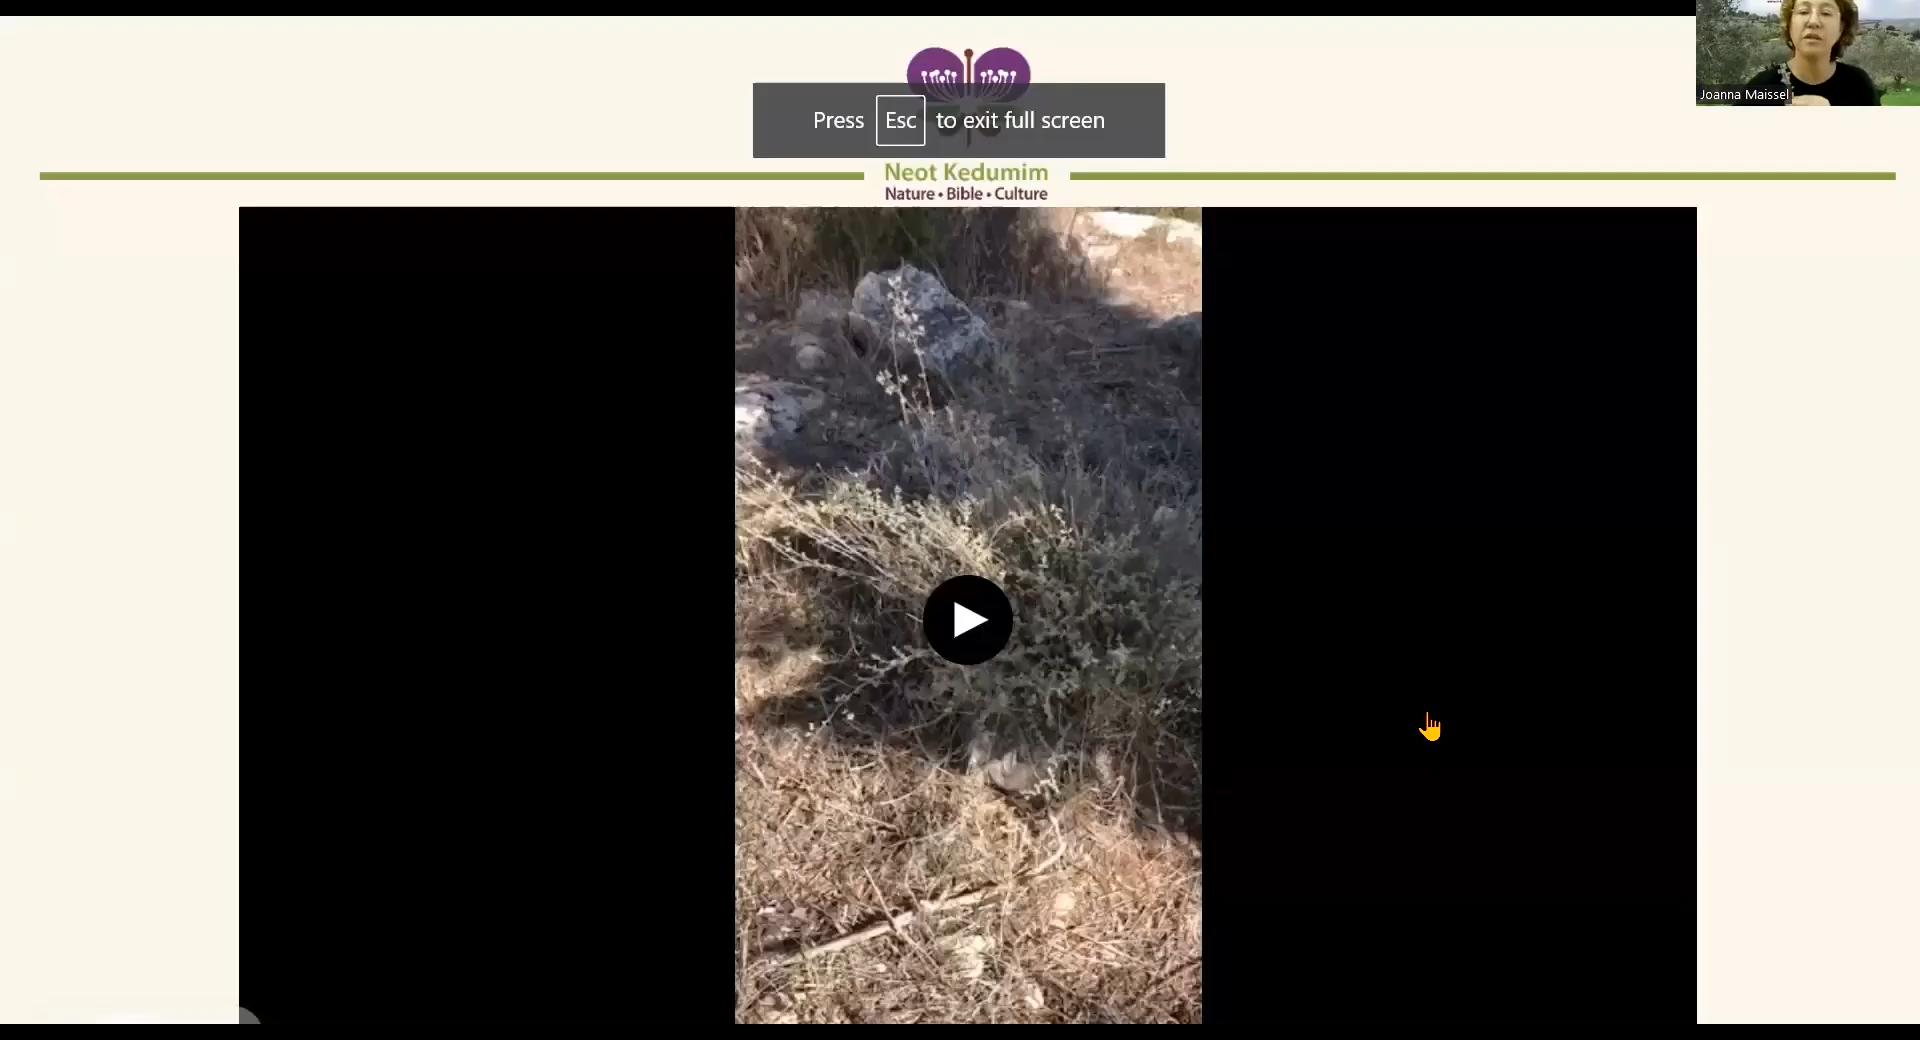 Joanna Maissel
Press Esc to exit full screen
Neot Kedumim
Nature • Bible • Culture